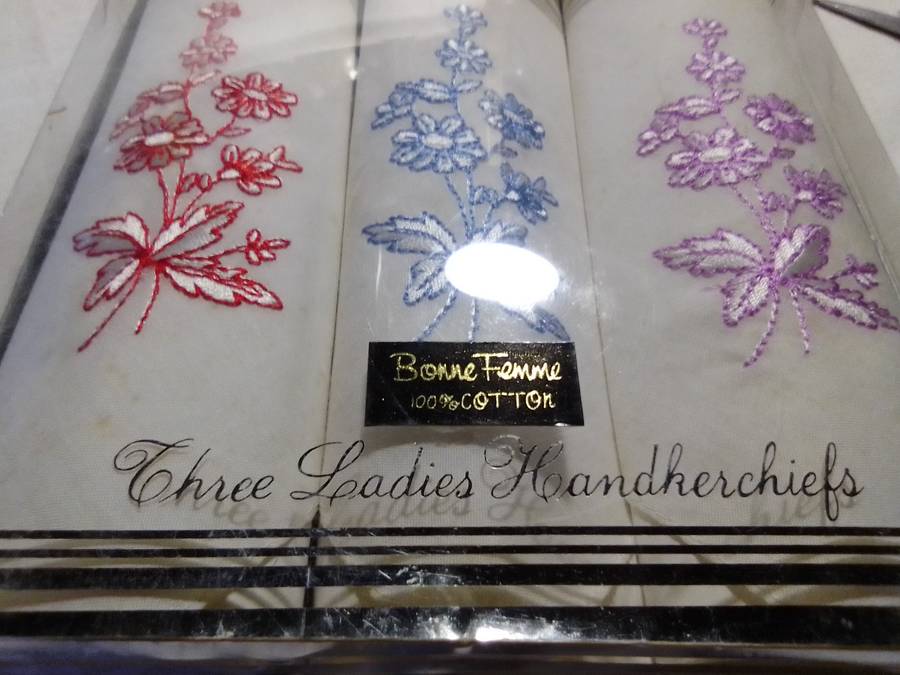 Bonne Femme
100% COTTON
Three Ladies Handkerchiefs